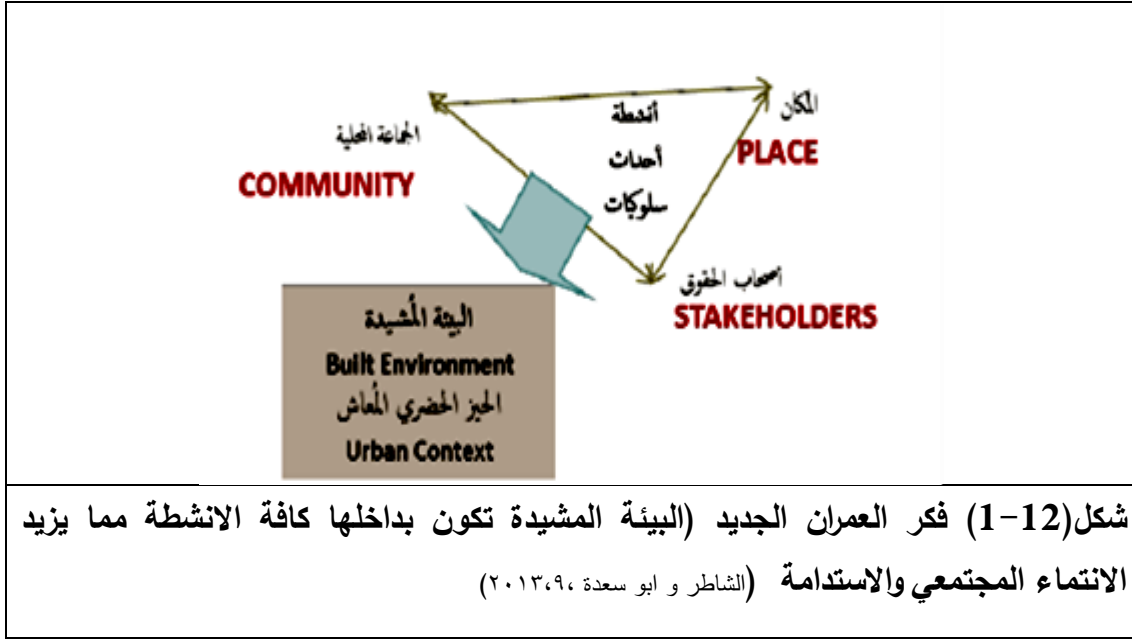 المكان
أنشطة
الجماعة المحلية
PLACE
أحداث
COMMUNITY
سلوكيات
أصحاب الحقوق
STAKEHOLDERS
البيئة المُشيدة
Built Environment
الحيز الحضري المُعاش
Urban Context
شكل(12-1) فكر العمران الجديد (البيئة المشيدة تكون بداخلها كافة الانشطة مما يزيد
الانتماء المجتمعي والاستدامة (الشاطر و ابو سعدة ،٢٠١٣،٩)